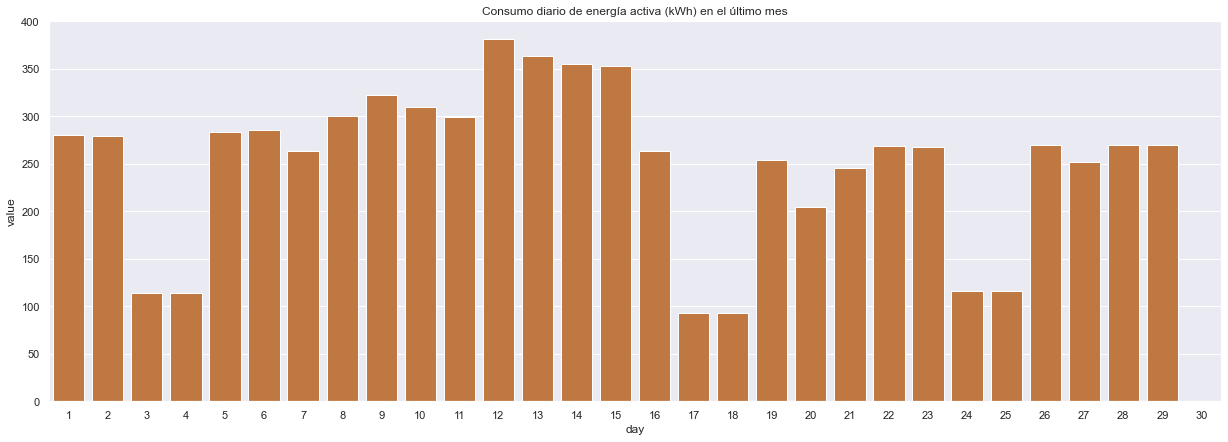 Consumo diario de energía activa (kWh) en el último mes
400
350
300
250
200
150
100
50
0
value
1 2 3 4 5 6 7 8 9 10 11 12 13 14 15 16 17 18 19 20 21 22 23 24 25 26 27 28 29 30
day